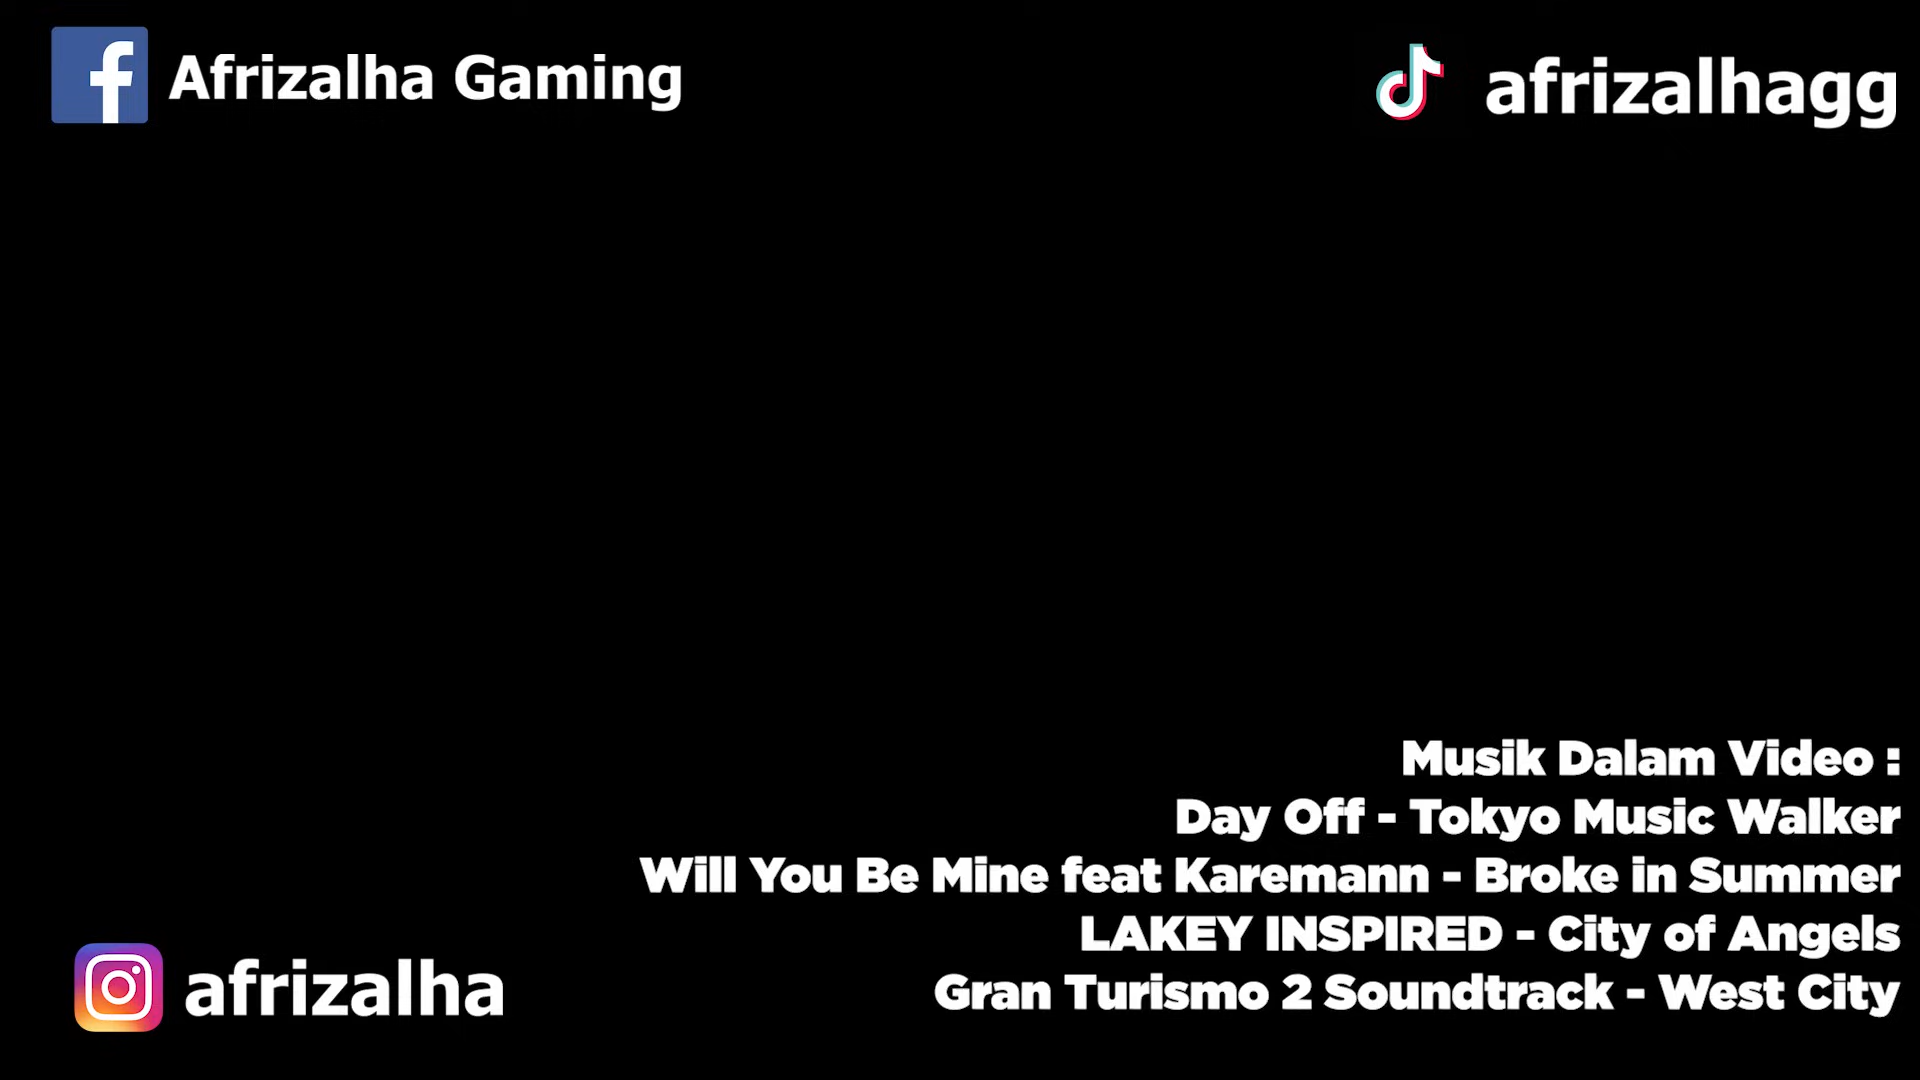 Afrizalha Gaming
afrizalhagg
Musik Dalam Video :
Day Off - Tokyo Music Walker
Will You Be Mine feat Karemann - Broke in Summer
LAKEY INSPIRED - City of Angels
Gran Turismo 2 Soundtrack - West City
afrizalha